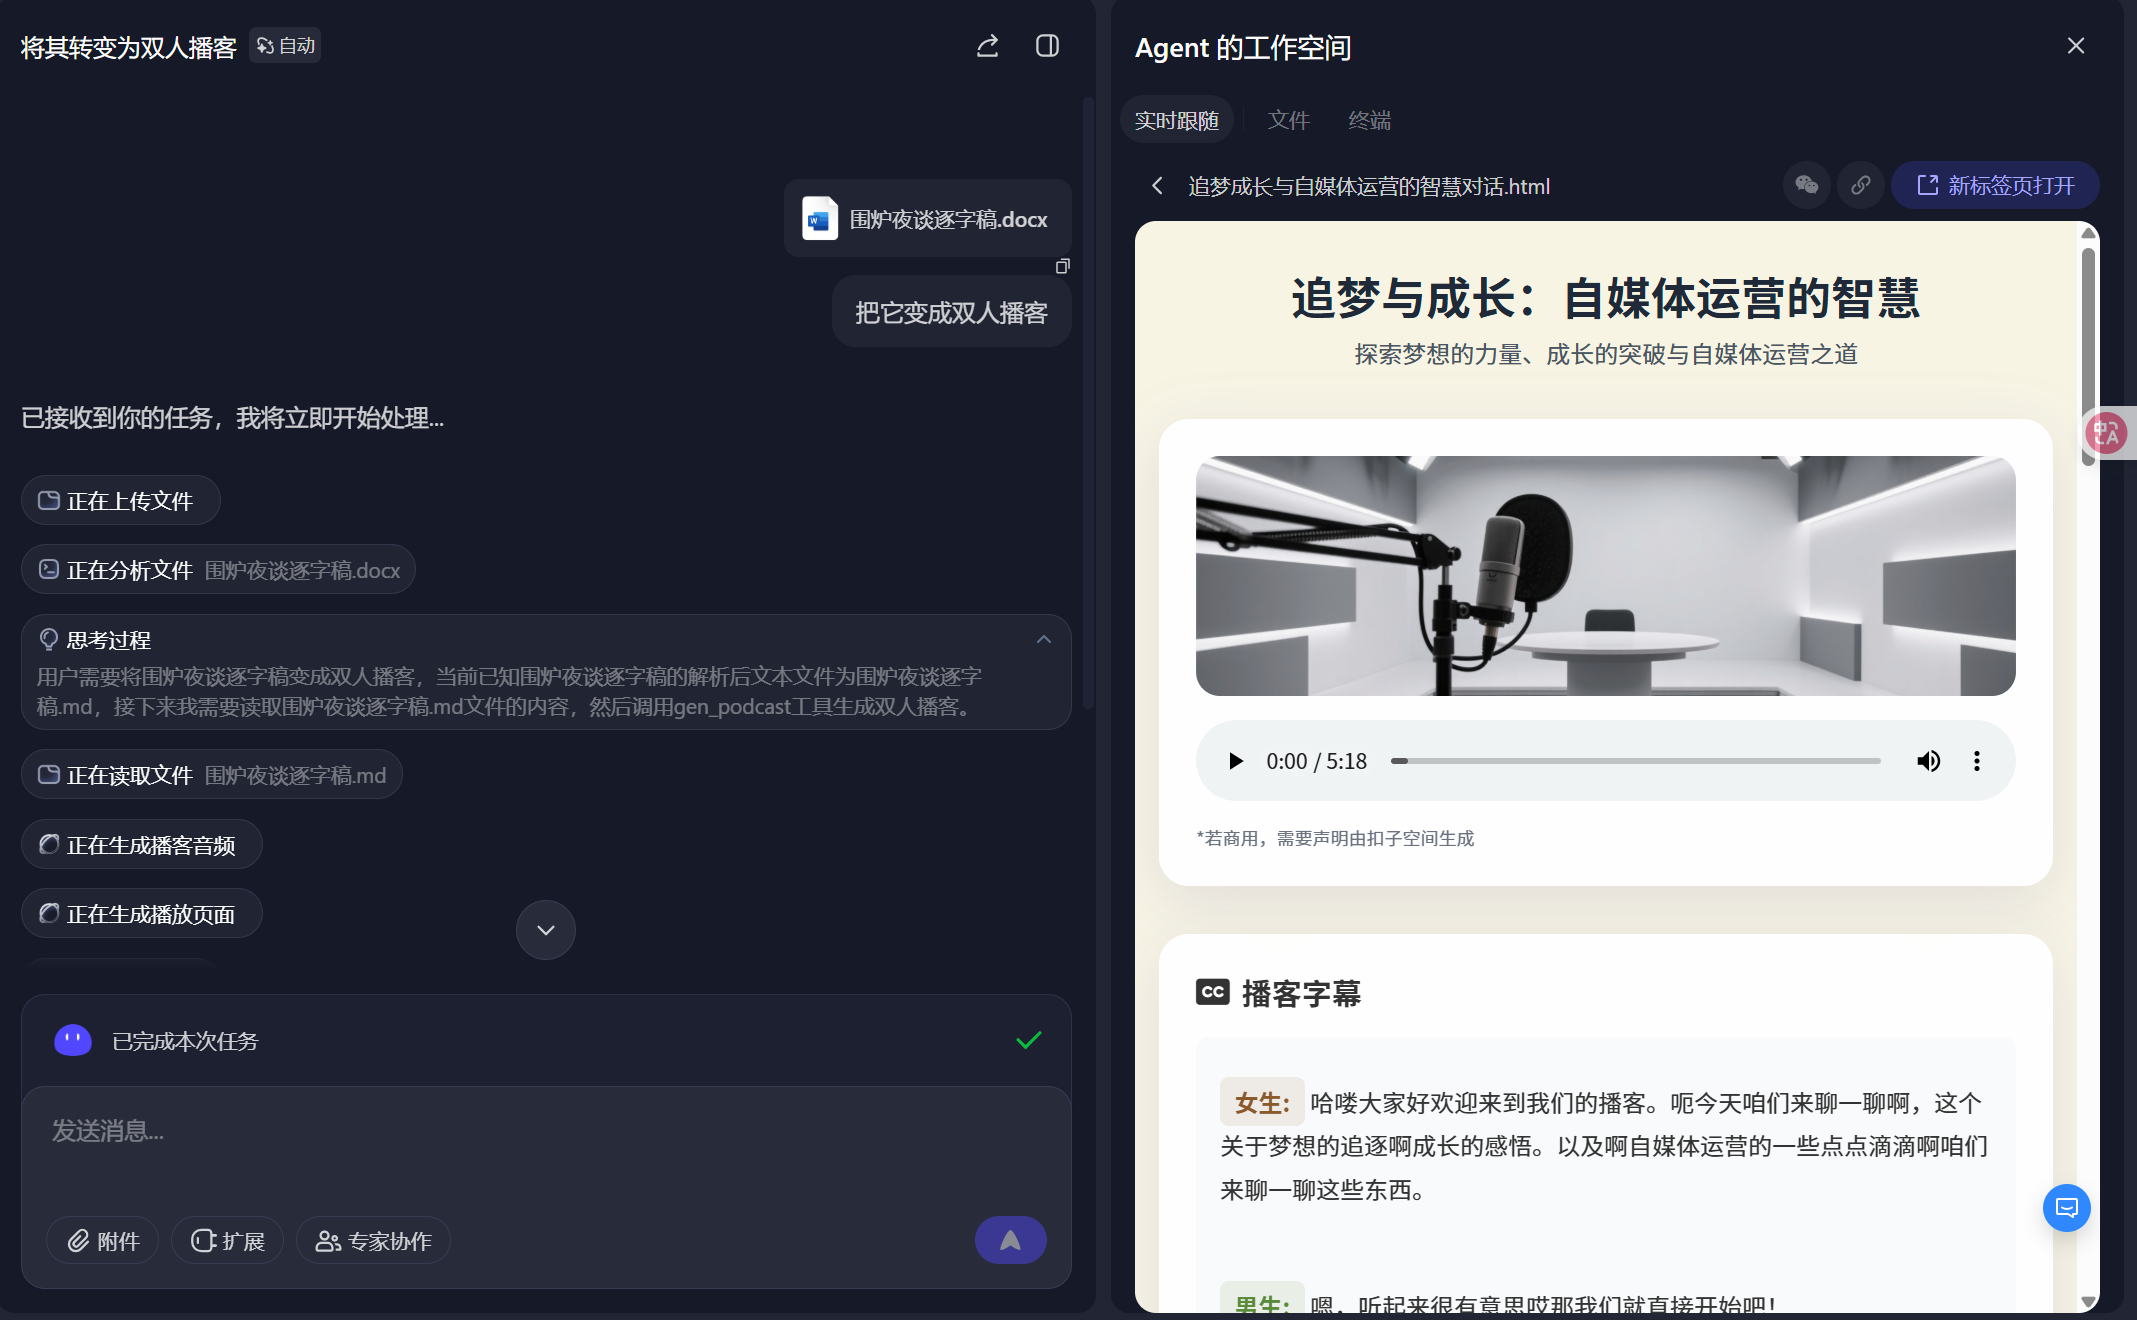 将其转变为双人播客 自动
围炉夜谈逐字稿.docx
把它变成双人播客
已接收到你的任务，我将立即开始处理...
正在上传文件
正在分析文件 围炉夜谈逐字稿.docx
思考过程
用户需要将围炉夜谈逐字稿变成双人播客，当前已知围炉夜谈逐字稿的解析后文本文件为围炉夜谈逐字
稿.md，接下来我需要读取围炉夜谈逐字稿.md文件的内容，然后调用gen_podcast工具生成双人播客。
正在读取文件 围炉夜谈逐字稿.md
正在生成播客音频
正在生成播放页面
已完成本次任务
发送消息...
附件 扩展 专家协作
Agent 的工作空间
实时跟随 文件 终端
追梦成长与自媒体运营的智慧对话.html 新标签页打开
追梦与成长：自媒体运营的智慧
探索梦想的力量、成长的突破与自媒体运营之道
0:00 / 5:18
*若商用，需要声明由扣子空间生成
CC 播客字幕
女生: 哈喽大家好欢迎来到我们的播客。呃今天咱们来聊一聊啊，这个
关于梦想的追逐啊成长的感悟。以及啊自媒体运营的一些点点滴滴啊咱们
来聊一聊这些东西。
男生: 嗯，听起来很有意思哎那我们就直接开始吧！
中A